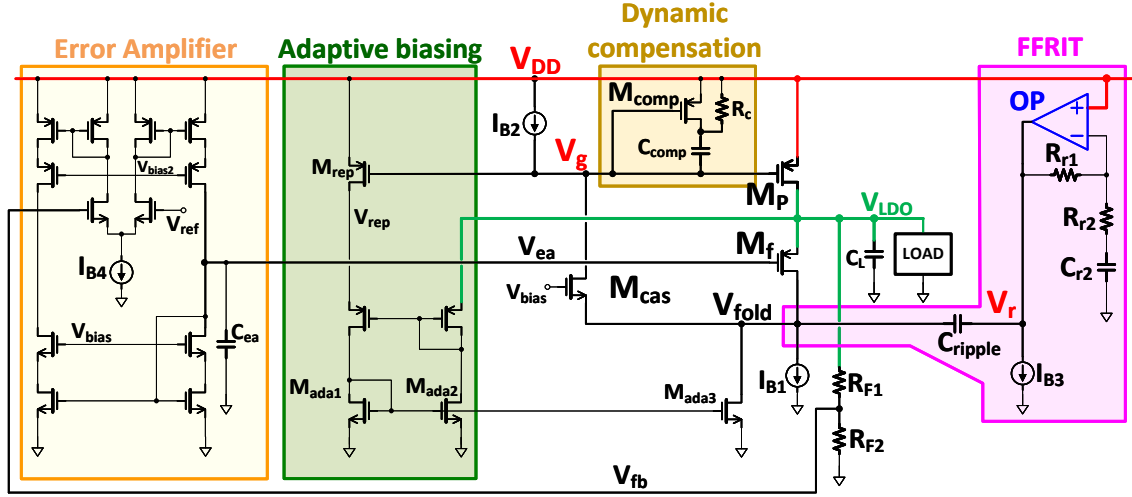 Dynamic
compensation
Error Amplifier
Adaptive biasing
FFRIT
VDD
OP
+
−
Mcomp
Rc
IB2
Ccomp
Vg
Mrep
MP
Rr1
Vbias2
Vref
Vrep
VLDO
Rr2
Vea
Mf
CL
LOAD
Cr2
IB4
Vbias
Mcas
Vfold
Vr
Vbias
Cea
Cripple
IB1
IB3
RF1
Mada1
Mada2
Mada3
RF2
Vfb